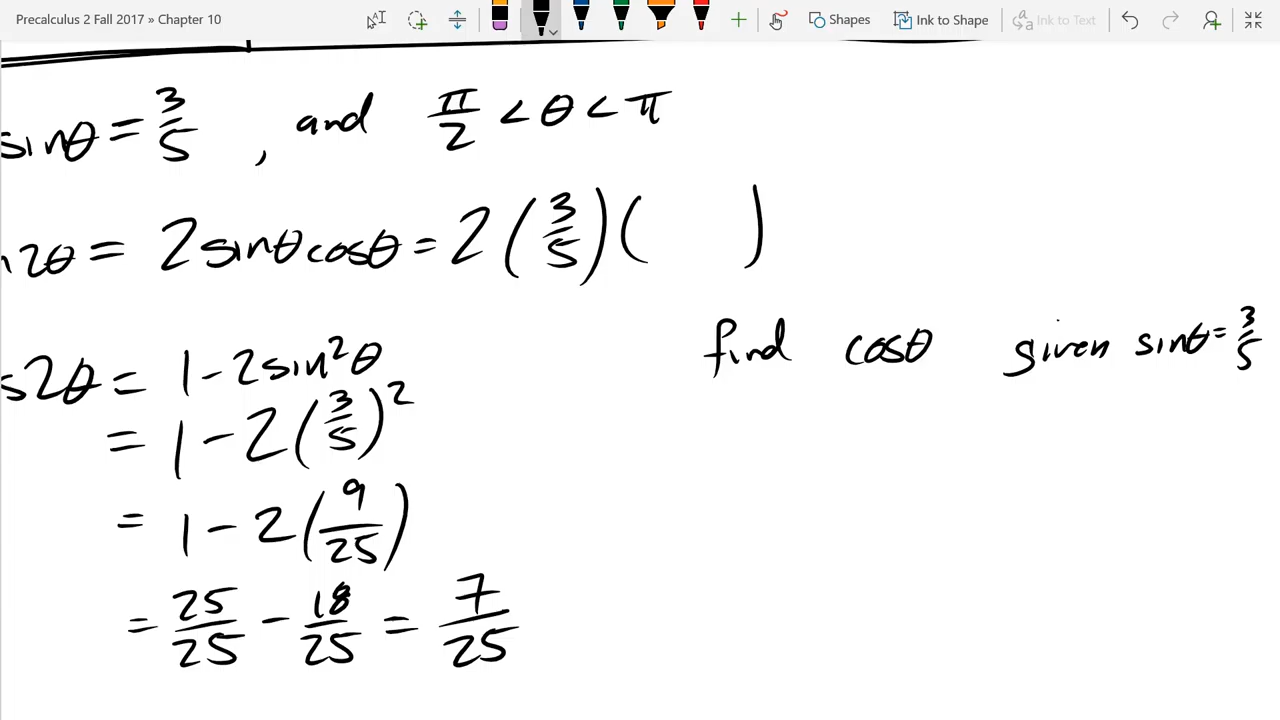 Precalculus 2 Fall 2017 » Chapter 10
Shapes
Ink to Shape
Ink to Text
sinθ = 3/5 , and π/2 < θ < π
n2θ = 2sinθcosθ = 2(3/5)(    )
find cosθ given sinθ = 3/5
s2θ = 1 - 2sin²θ
= 1 - 2(3/5)²
= 1 - 2(9/25)
= 25/25 - 18/25 = 7/25